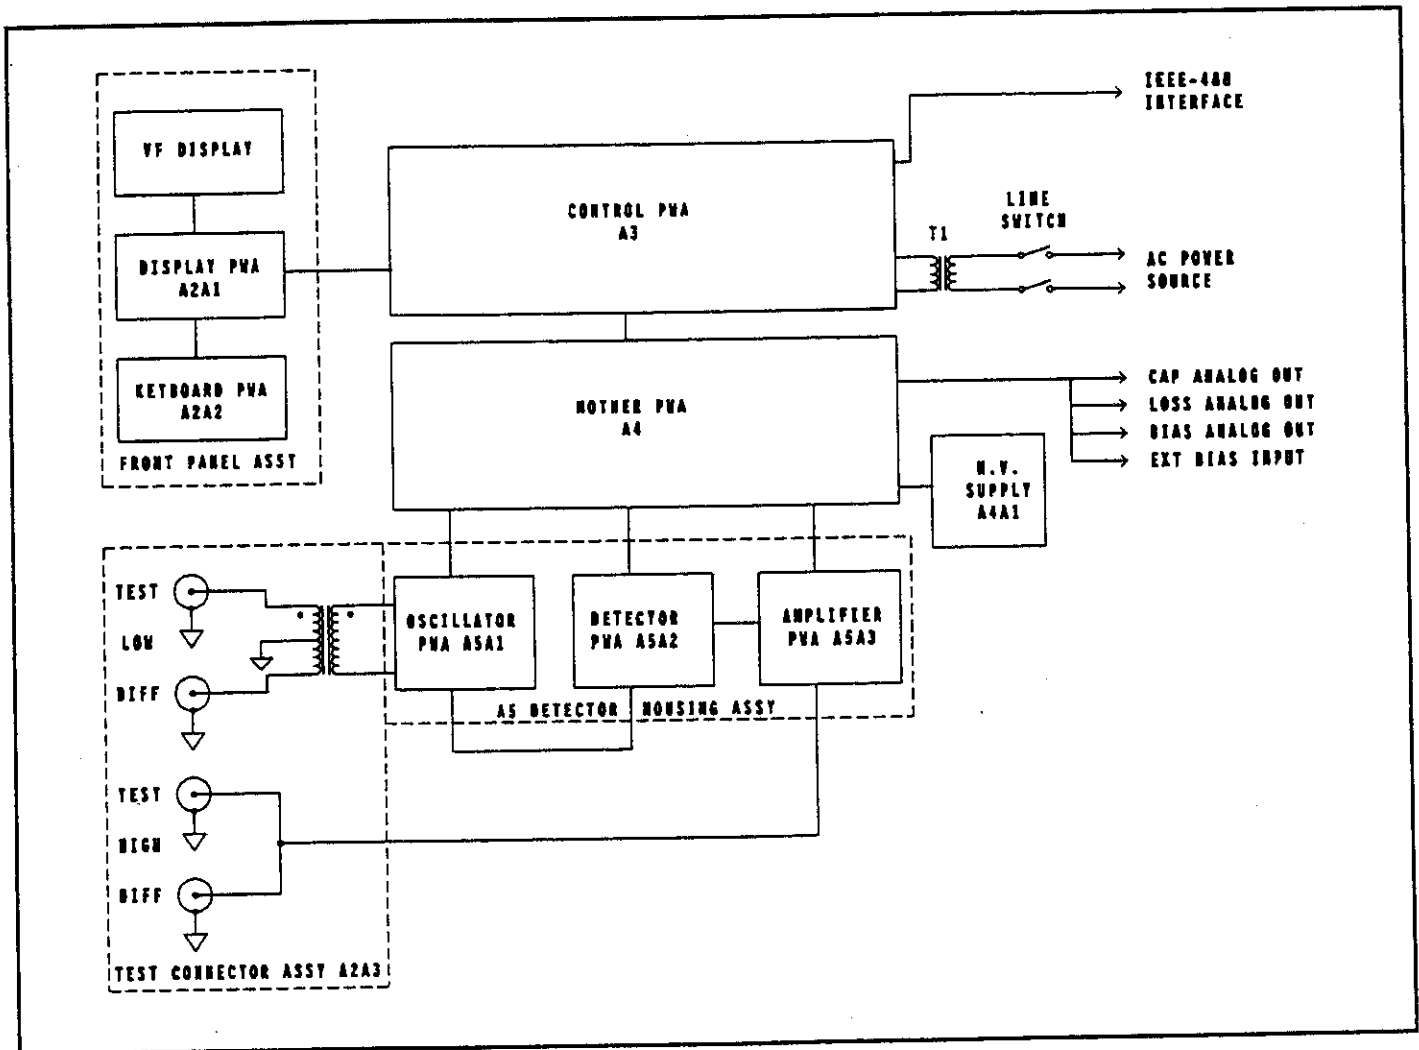 IEEE-488
INTERFACE
VF DISPLAY
CONTROL PWA
A3
LINE
SWITCH
T1
DISPLAY PWA
A2A1
AC POWER
SOURCE
KEYBOARD PWA
A2A2
FRONT PANEL ASSY
MOTHER PWA
A4
CAP ANALOG OUT
LOSS ANALOG OUT
BIAS ANALOG OUT
EXT BIAS INPUT
H.V.
SUPPLY
A4A1
TEST
LOW
DIFF
OSCILLATOR
PWA A5A1
DETECTOR
PWA A5A2
AMPLIFIER
PWA A5A3
A5 DETECTOR HOUSING ASSY
TEST
HIGH
DIFF
TEST CONNECTOR ASSY A2A3